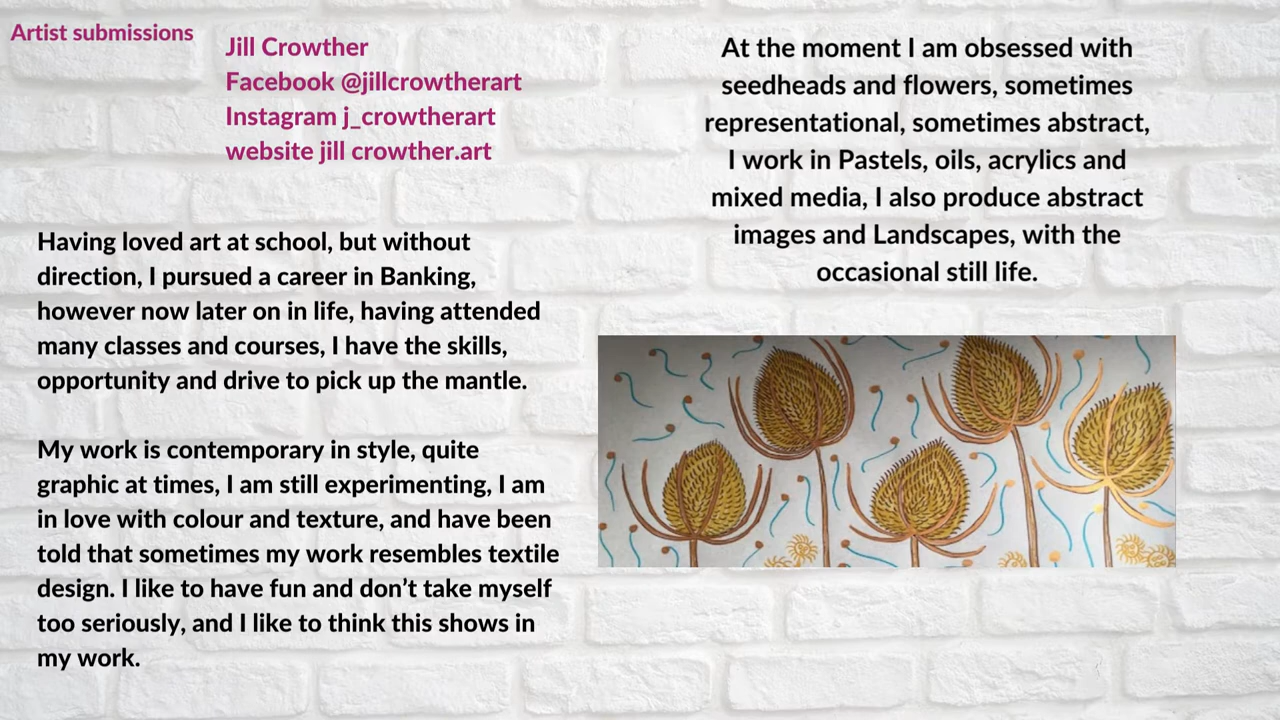 Artist submissions
Jill Crowther
Facebook @jillcrowtherart
Instagram j_crowtherart
website jill crowther.art
Having loved art at school, but without
direction, I pursued a career in Banking,
however now later on in life, having attended
many classes and courses, I have the skills,
opportunity and drive to pick up the mantle.
My work is contemporary in style, quite
graphic at times, I am still experimenting, I am
in love with colour and texture, and have been
told that sometimes my work resembles textile
design. I like to have fun and don’t take myself
too seriously, and I like to think this shows in
my work.
At the moment I am obsessed with
seedheads and flowers, sometimes
representational, sometimes abstract,
I work in Pastels, oils, acrylics and
mixed media, I also produce abstract
images and Landscapes, with the
occasional still life.